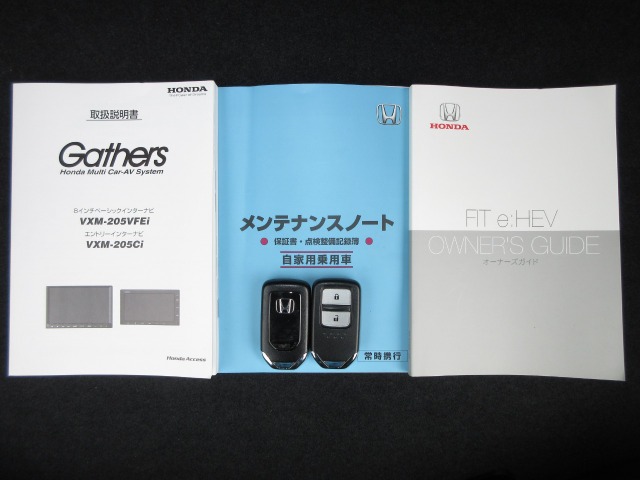 HONDA
取扱説明書
Gathers
Honda Multi Car-AV System
8インチベーシックインターナビ
VXM-205VFEi
エントリーインターナビ
VXM-205Ci
Honda Access
メンテナンスノート
保証書・点検整備記録簿
自家用乗用車
常時携行
HONDA
FIT e:HEV
OWNER'S GUIDE
オーナーズガイド